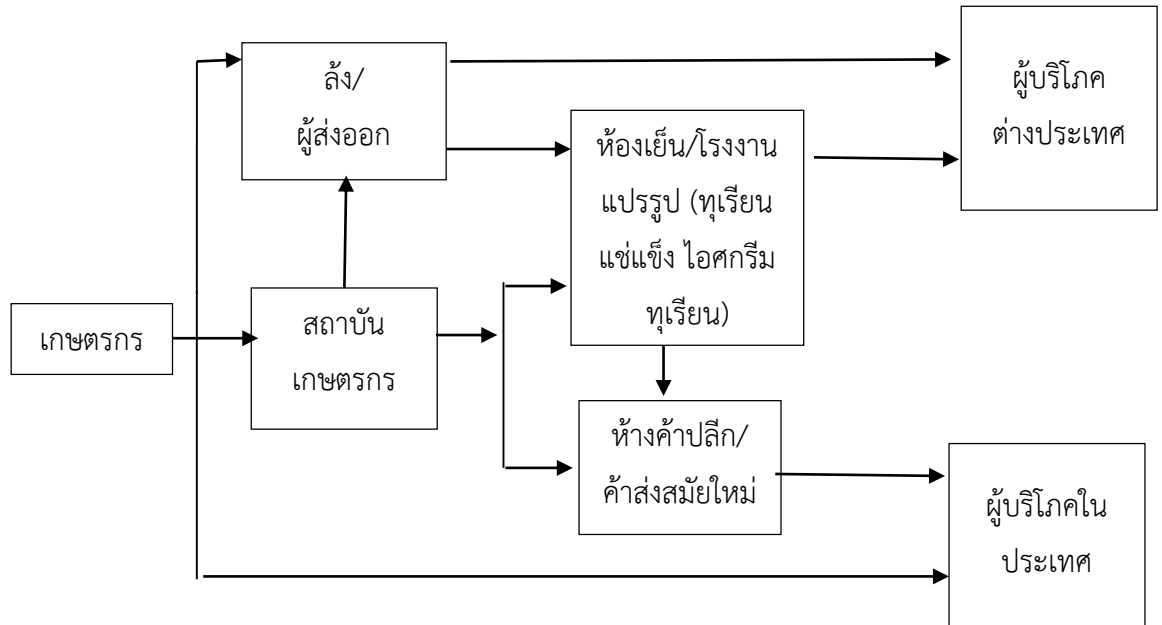 ล้ง/
ผู้ส่งออก
ผู้บริโภค
ต่างประเทศ
ห้องเย็น/โรงงาน
แปรรูป (ทุเรียน
แช่แข็ง ไอศกรีม
ทุเรียน)
เกษตรกร
สถาบัน
เกษตรกร
ห้างค้าปลีก/
ค้าส่งสมัยใหม่
ผู้บริโภคใน
ประเทศ